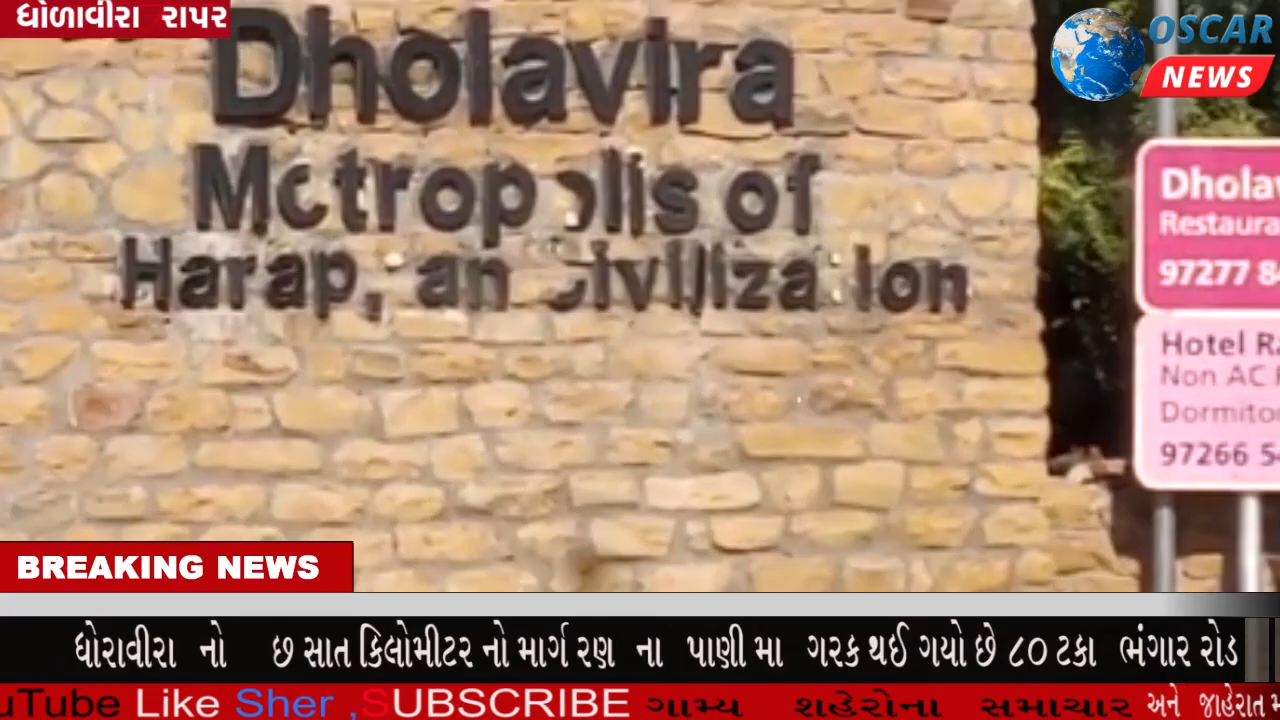 ધોળાવીરા રાપર
OSCAR
NEWS
Dholavira
Metropolis of
Harappan Civilization
Restaura
97277 8
Hotel Ra
Non AC
Dormito
97266 5
BREAKING NEWS
ધોરાવીરા નો છ સાત કિલોમીટર નો માર્ગ રણ ના પાણી મા ગરક થઈ ગયો છે ૮૦ ટકા ભંગાર રોડ
uTube Like Sher ,SUBSCRIBE ગામ્ય શહેરોના સમાચાર અને જાહેરાત